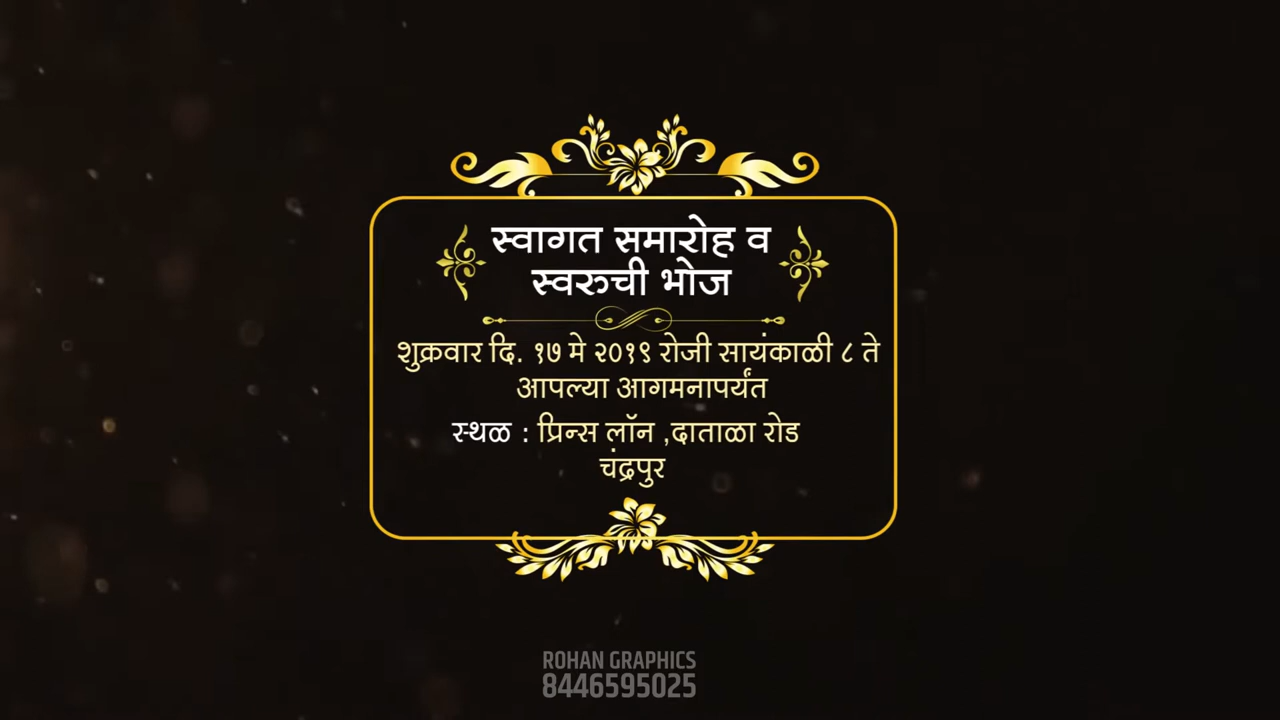 स्वागत समारोह व
स्वरुची भोज
शुक्रवार दि. १७ मे २०१९ रोजी सायंकाळी ८ ते
आपल्या आगमनापर्यंत
स्थळ : प्रिन्स लॉन ,दाताळा रोड
चंद्रपुर
ROHAN GRAPHICS
8446595025